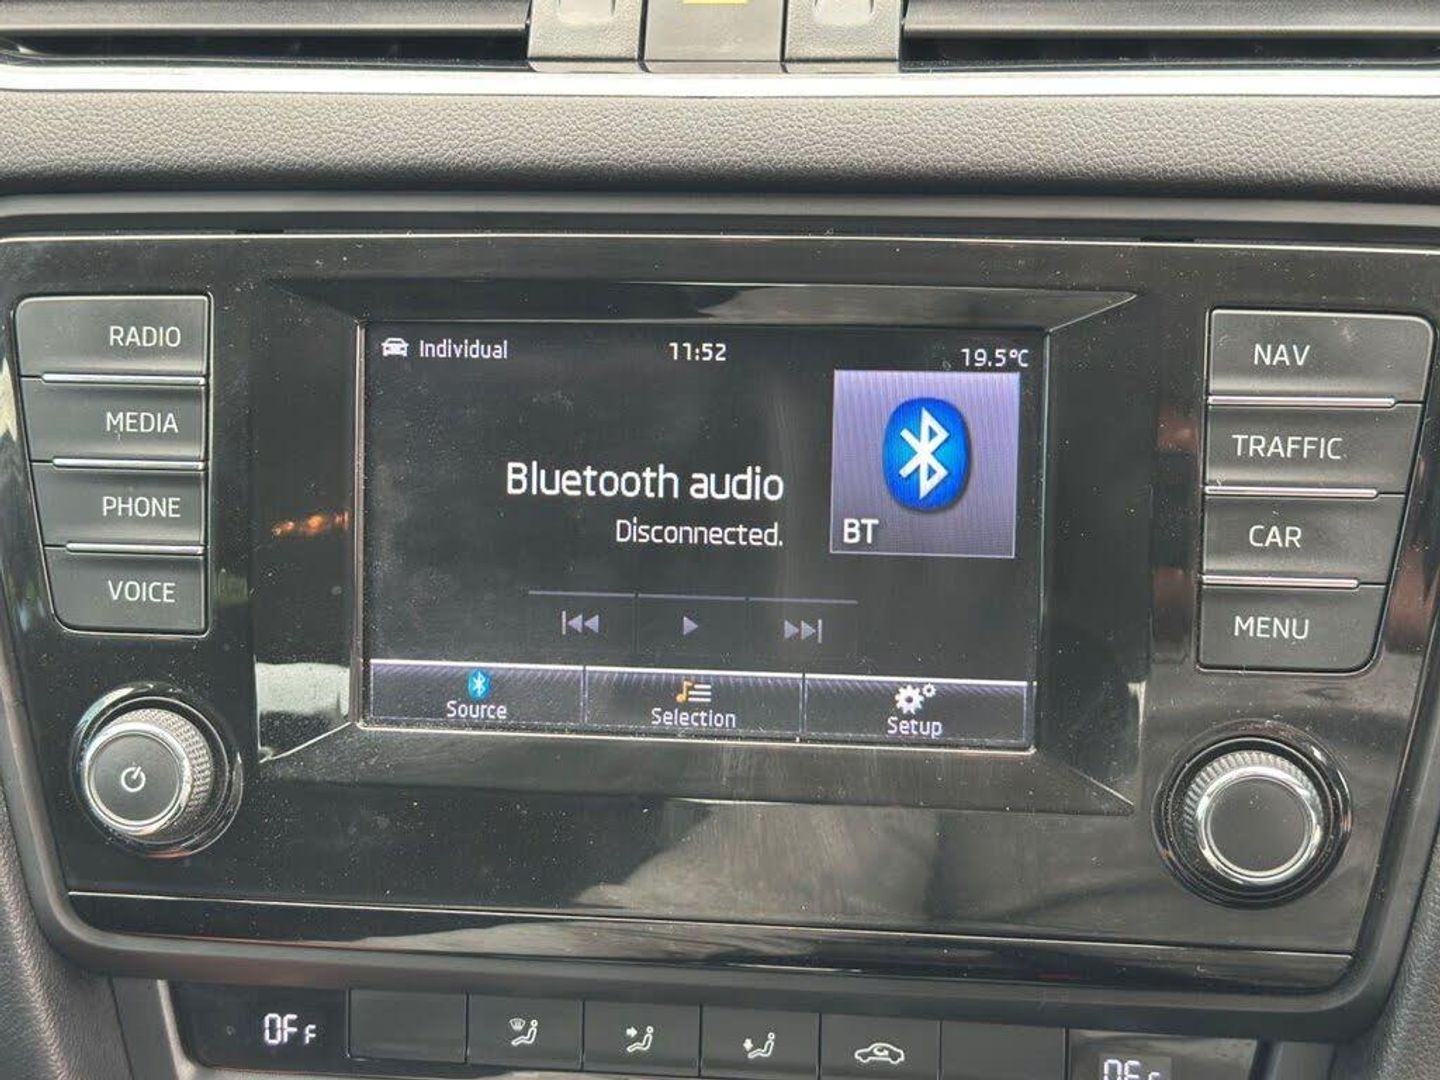 Individual 11:52 19.5°C
RADIO
MEDIA
PHONE
VOICE
Bluetooth audio
Disconnected.
BT
Source
Selection
Setup
NAV
TRAFFIC
CAR
MENU
OFF
OFF